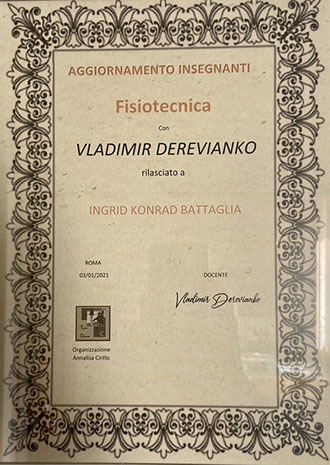 AGGIORNAMENTO INSEGNANTI
Fisiotecnica
Con
VLADIMIR DEREVIANKO
rilasciato a
INGRID KONRAD BATTAGLIA
ROMA
03/01/2021
DOCENTE
Vladimir Derevianko
Organizzazione
Annalisa Cirillo